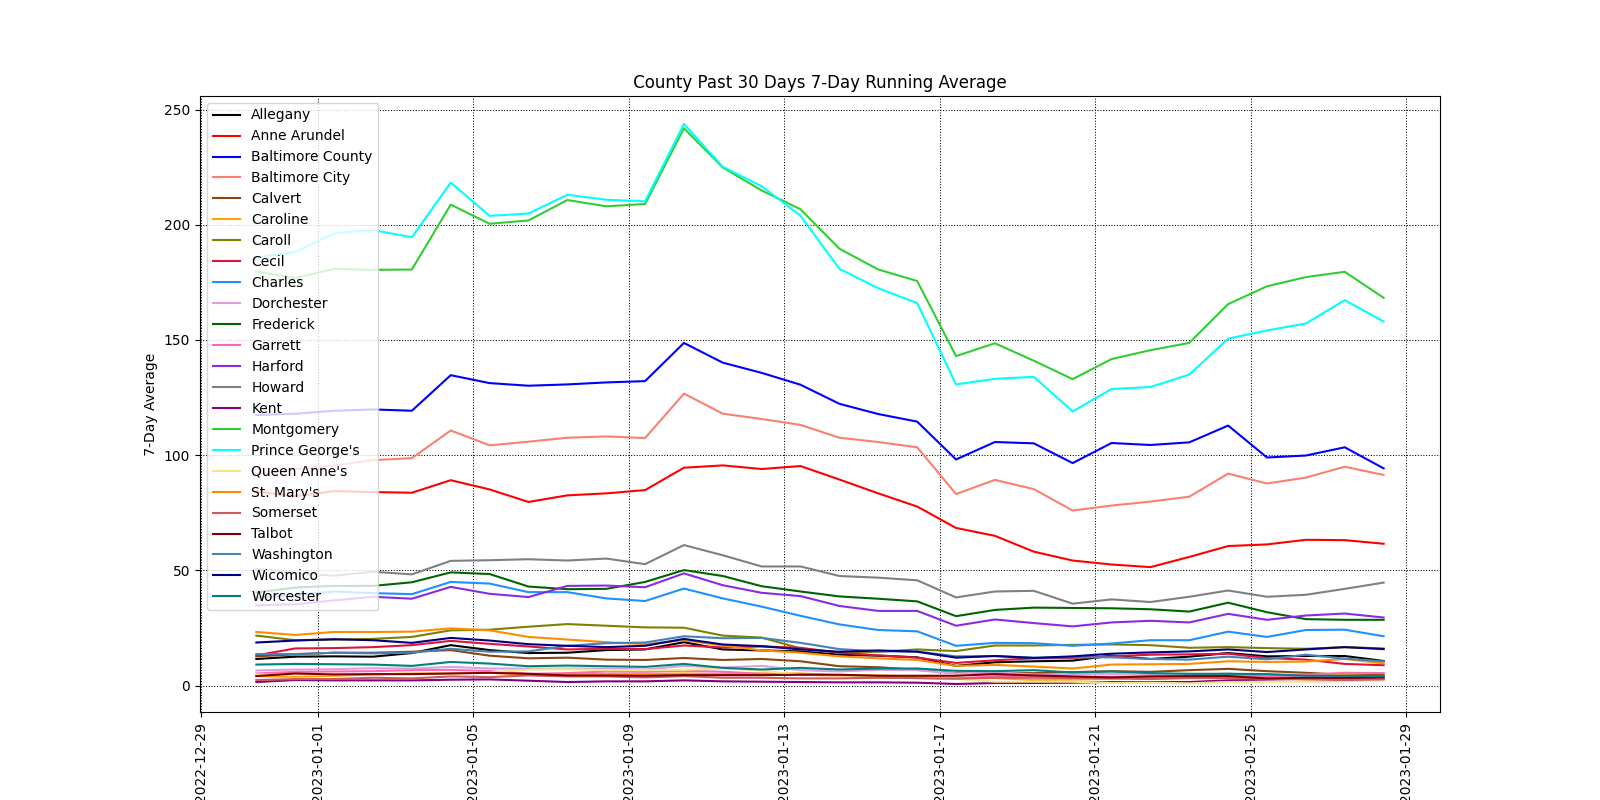 County Past 30 Days 7-Day Running Average
7-Day Average
250
200
150
100
50
0
Allegany
Anne Arundel
Baltimore County
Baltimore City
Calvert
Caroline
Caroll
Cecil
Charles
Dorchester
Frederick
Garrett
Harford
Howard
Kent
Montgomery
Prince George's
Queen Anne's
St. Mary's
Somerset
Talbot
Washington
Wicomico
Worcester
2022-12-29
2023-01-01
2023-01-05
2023-01-09
2023-01-13
2023-01-17
2023-01-21
2023-01-25
2023-01-29